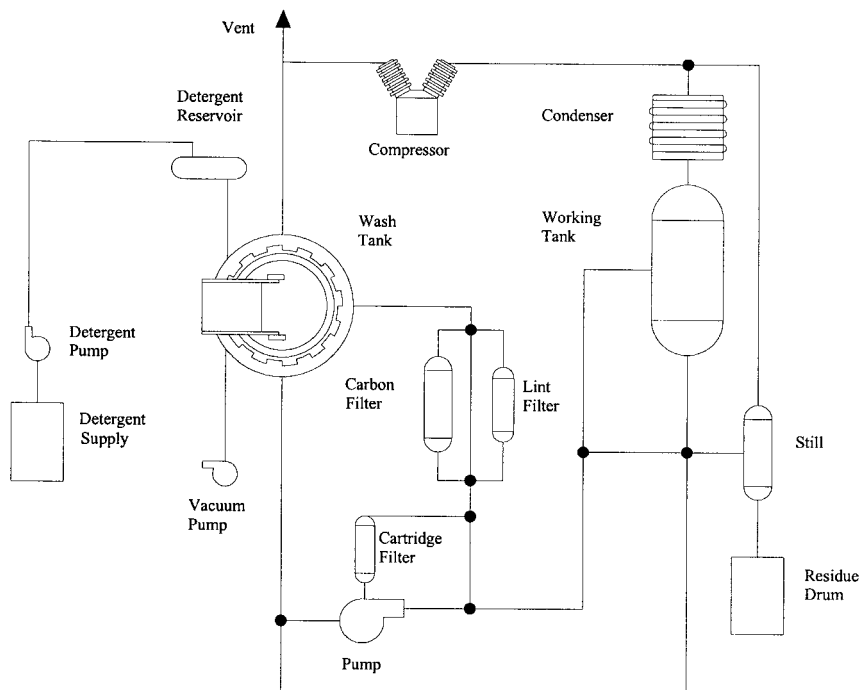 Vent
Detergent
Reservoir
Compressor
Condenser
Wash
Tank
Working
Tank
Detergent
Pump
Carbon
Filter
Lint
Filter
Detergent
Supply
Still
Vacuum
Pump
Cartridge
Filter
Residue
Drum
Pump